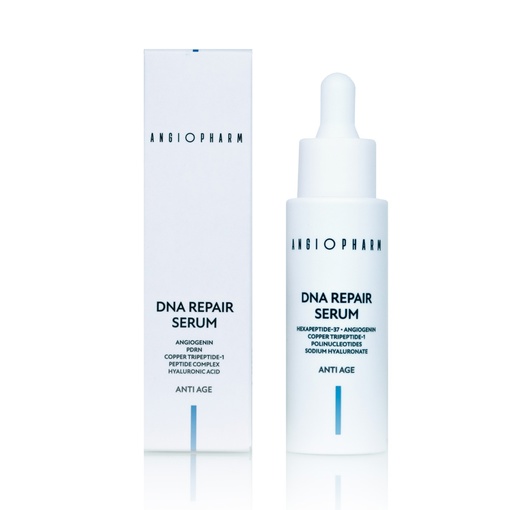 ANGIOPHARM
DNA REPAIR
SERUM
ANGIOGENIN
PDRN
COPPER TRIPEPTIDE-1
PEPTIDE COMPLEX
HYALURONIC ACID
ANTI AGE
ANGIOPHARM
DNA REPAIR
SERUM
HEXAPEPTIDE-37 • ANGIOGENIN
COPPER TRIPEPTIDE-1
POLINUCLEOTIDES
SODIUM HYALURONATE
ANTI AGE